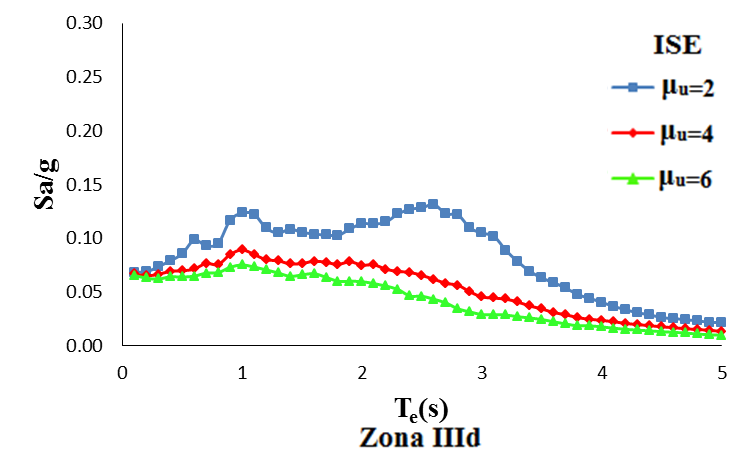 0.30
0.25
0.20
0.15
0.10
0.05
0.00
Sa/g
ISE
μu=2
μu=4
μu=6
0 1 2 3 4 5
Te(s)
Zona IIId